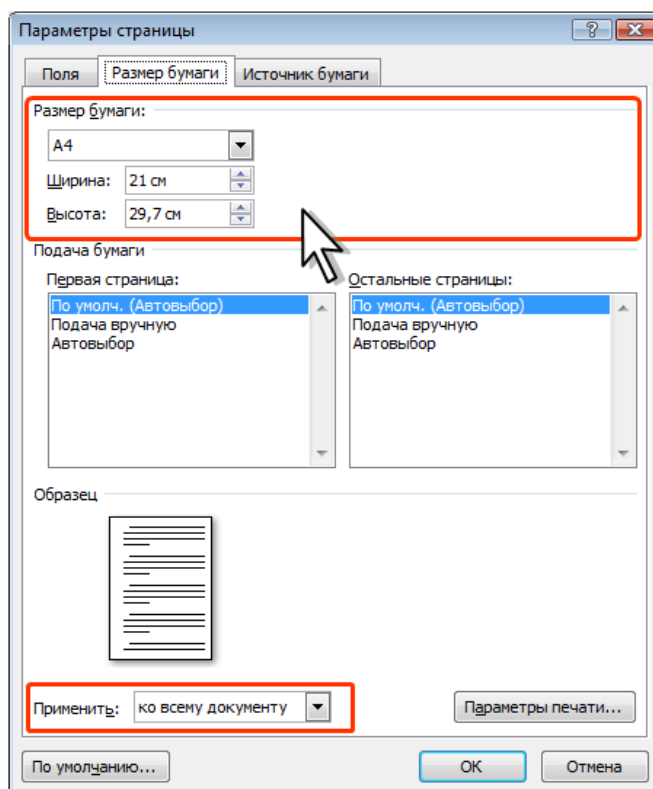 Параметры страницы
Поля Размер бумаги Источник бумаги
Размер бумаги:
A4
Ширина: 21 см
Высота: 29,7 см
Подача бумаги
Первая страница: Остальные страницы:
По умолч. (Автовыбор) По умолч. (Автовыбор)
Подача вручную Подача вручную
Автовыбор Автовыбор
Образец
Применить: ко всему документу Параметры печати...
По умолчанию... ОК Отмена